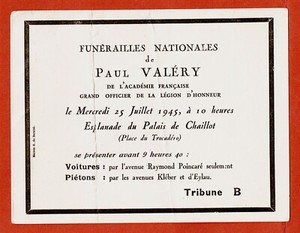 FUNÉRAILLES NATIONALES
de
PAUL VALÉRY
DE L'ACADÉMIE FRANÇAISE
GRAND OFFICIER DE LA LÉGION D'HONNEUR
le Mercredi 25 Juillet 1945, à 10 heures
Esplanade du Palais de Chaillot
(Place du Trocadéro)
se présenter avant 9 heures 40 :
Voitures : par l'avenue Raymond Poincaré seulement
Piétons : par les avenues Kléber et d'Eylau.
Tribune B